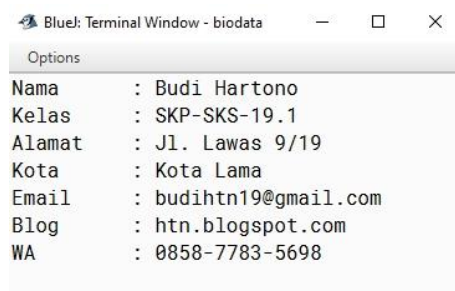 BlueJ: Terminal Window - biodata
Options
Nama : Budi Hartono
Kelas : SKP-SKS-19.1
Alamat : Jl. Lawas 9/19
Kota : Kota Lama
Email : budihtn19@gmail.com
Blog : htn.blogspot.com
WA : 0858-7783-5698